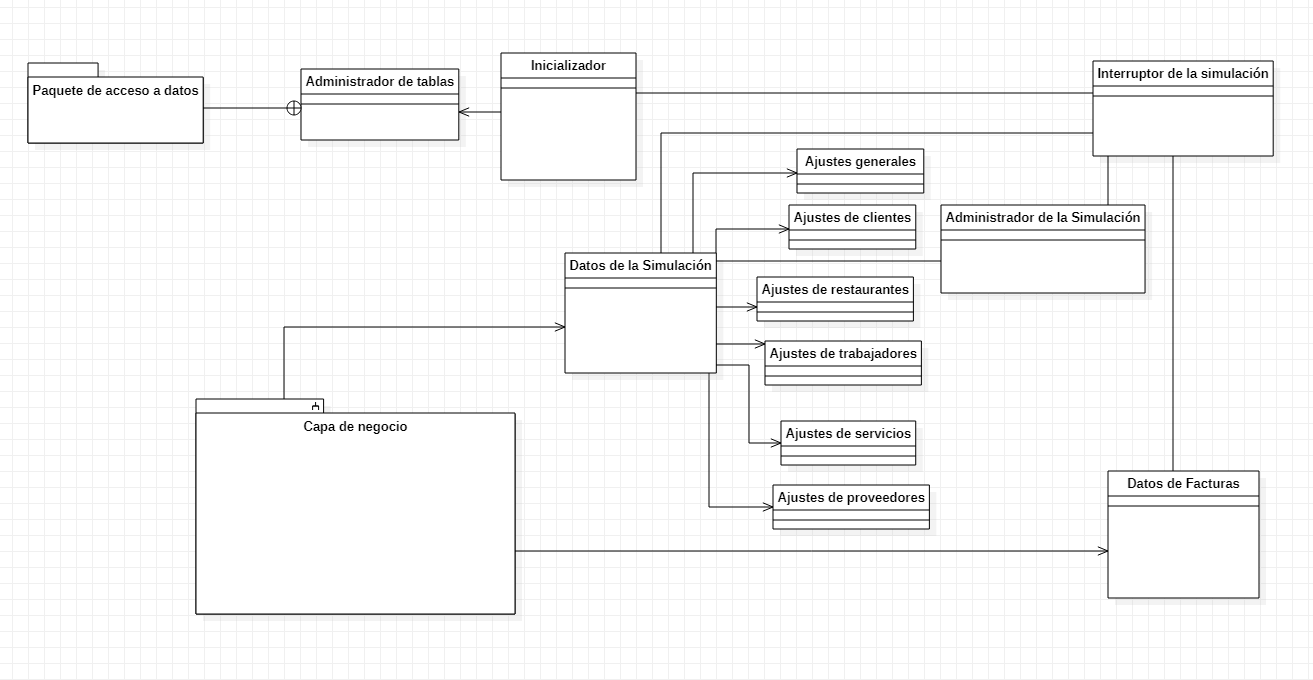 Paquete de acceso a datos
Administrador de tablas
Inicializador
Interruptor de la simulación
Ajustes generales
Ajustes de clientes
Administrador de la Simulación
Datos de la Simulación
Ajustes de restaurantes
Ajustes de trabajadores
Capa de negocio
Ajustes de servicios
Ajustes de proveedores
Datos de Facturas